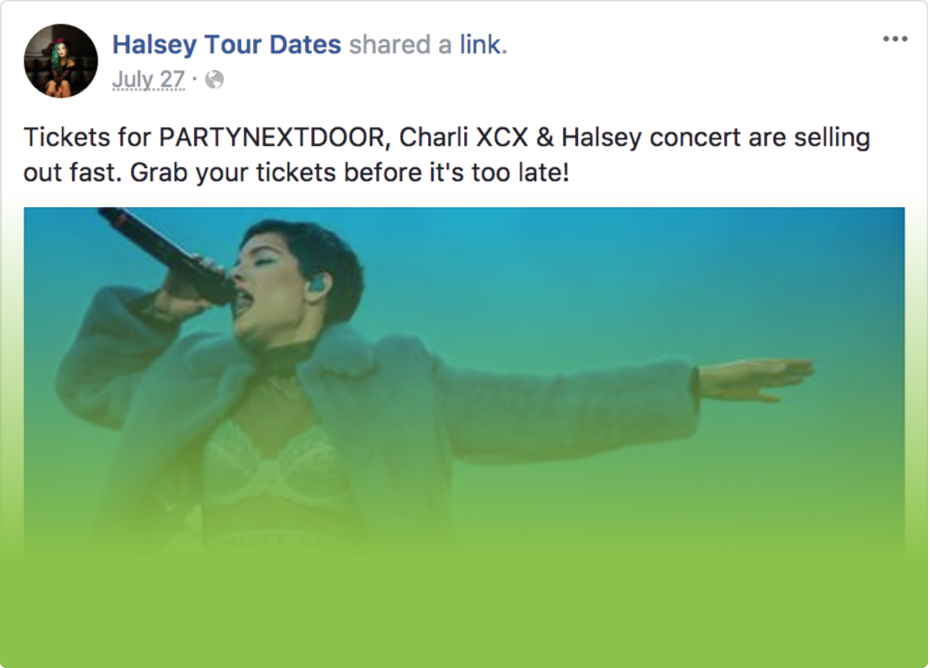 Halsey Tour Dates shared a link.
July 27 ·
Tickets for PARTYNEXTDOOR, Charli XCX & Halsey concert are selling
out fast. Grab your tickets before it's too late!
NICCE